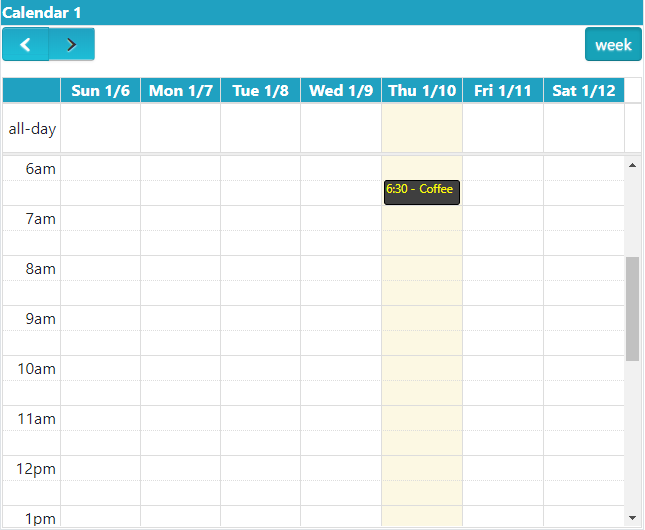 Calendar 1
week
Sun 1/6 Mon 1/7 Tue 1/8 Wed 1/9 Thu 1/10 Fri 1/11 Sat 1/12
all-day
6am
6:30 - Coffee
7am
8am
9am
10am
11am
12pm
1pm